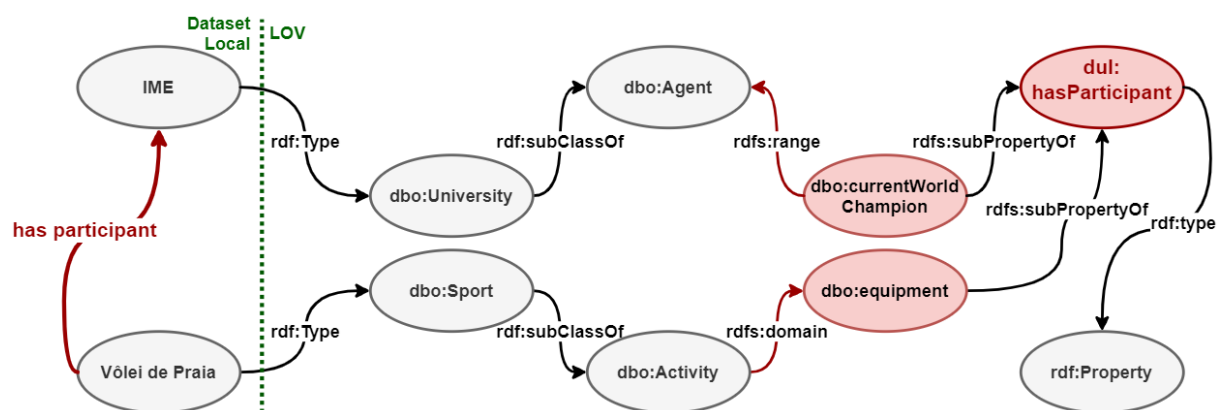 Dataset
Local
LOV
IME
dbo:Agent
dul:
hasParticipant
rdf:Type
rdf:subClassOf
rdfs:range
rdfs:subPropertyOf
dbo:University
dbo:currentWorld
Champion
rdfs:subPropertyOf
has participant
rdf:type
dbo:Sport
dbo:equipment
rdf:Type
rdf:subClassOf
rdfs:domain
Vôlei de Praia
dbo:Activity
rdf:Property